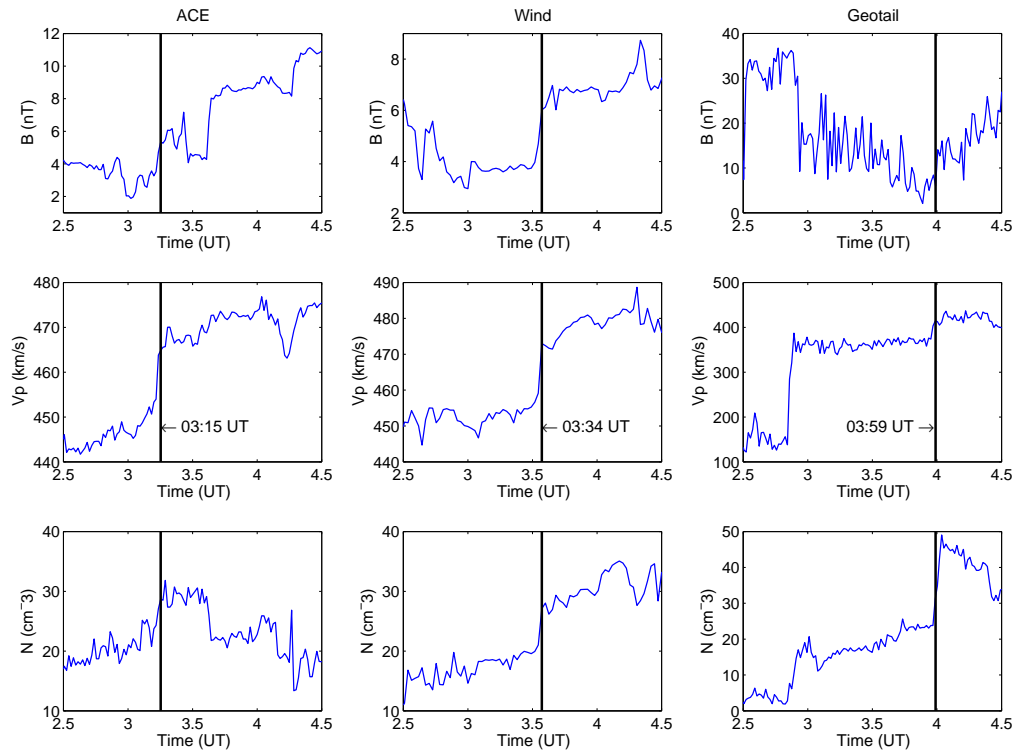 ACE Wind Geotail
12 8 40
10 30
8 6
B (nT) B (nT) B (nT) 20
6
4 4 10
2
2 0
2.5 3 3.5 4 4.5 2.5 3 3.5 4 4.5 2.5 3 3.5 4 4.5
Time (UT) Time (UT) Time (UT)
480 490 500
470 480 400
Vp (km/s) Vp (km/s) 470 Vp (km/s) 300
460 460
450 ←03:15 UT 450 ←03:34 UT 200 03:59 UT→
440 440 100
2.5 3 3.5 4 4.5 2.5 3 3.5 4 4.5 2.5 3 3.5 4 4.5
Time (UT) Time (UT) Time (UT)
40 40 50
40
30 30 30
N (cm−3) N (cm−3) N (cm−3)
20 20 20
10
10 10 0
2.5 3 3.5 4 4.5 2.5 3 3.5 4 4.5 2.5 3 3.5 4 4.5
Time (UT) Time (UT) Time (UT)